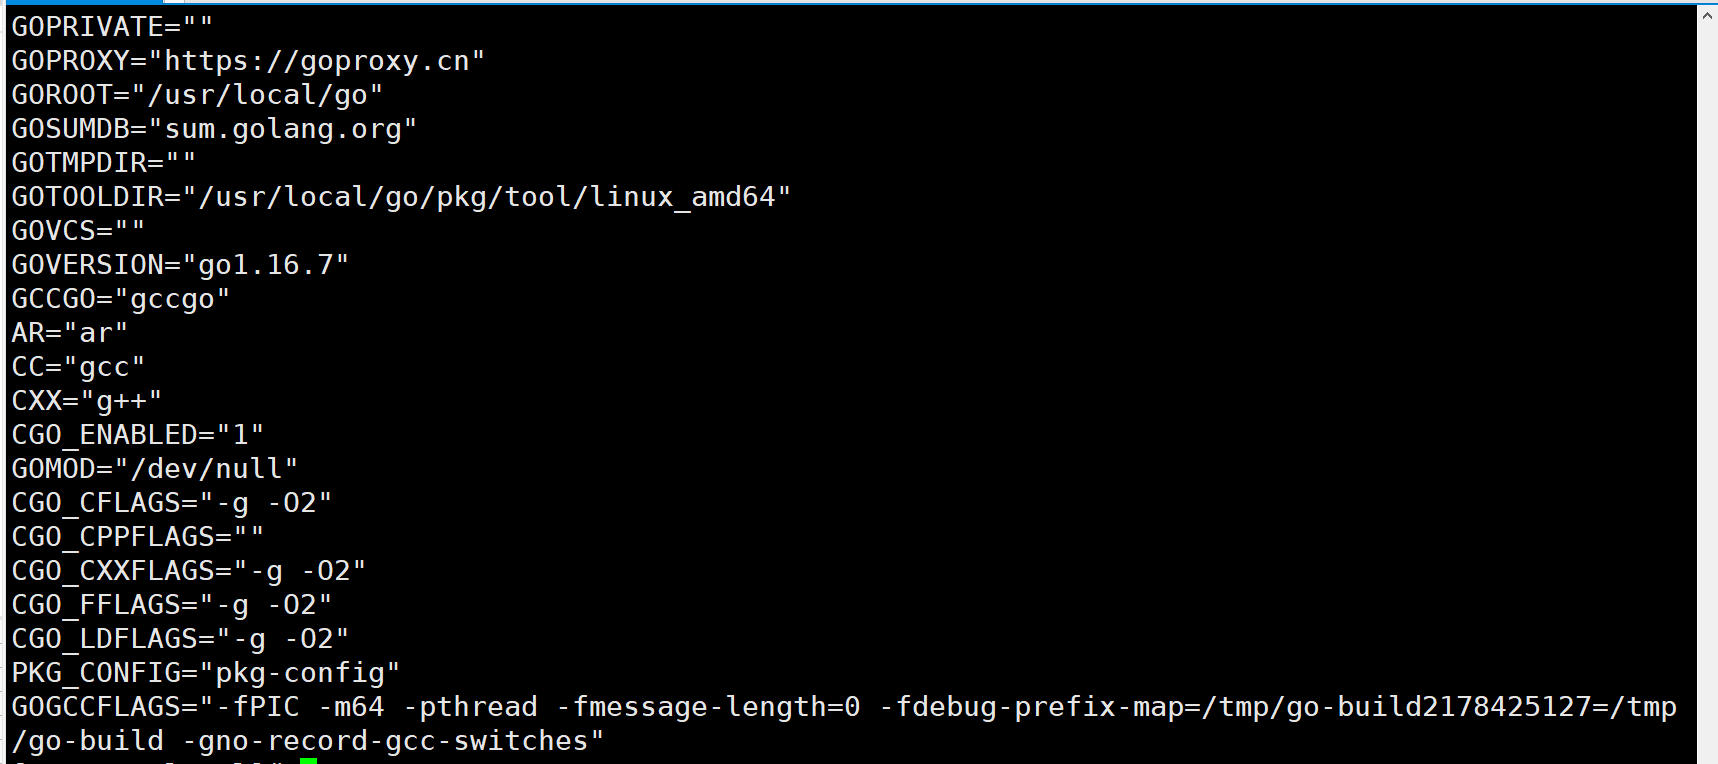 GOPRIVATE=""
GOPROXY="https://goproxy.cn"
GOROOT="/usr/local/go"
GOSUMDB="sum.golang.org"
GOTMPDIR=""
GOTOOLDIR="/usr/local/go/pkg/tool/linux_amd64"
GOVCS=""
GOVERSION="go1.16.7"
GCCGO="gccgo"
AR="ar"
CC="gcc"
CXX="g++"
CGO_ENABLED="1"
GOMOD="/dev/null"
CGO_CFLAGS="-g -O2"
CGO_CPPFLAGS=""
CGO_CXXFLAGS="-g -O2"
CGO_FFLAGS="-g -O2"
CGO_LDFLAGS="-g -O2"
PKG_CONFIG="pkg-config"
GOGCCFLAGS="-fPIC -m64 -pthread -fmessage-length=0 -fdebug-prefix-map=/tmp/go-build2178425127=/tmp
/go-build -gno-record-gcc-switches"